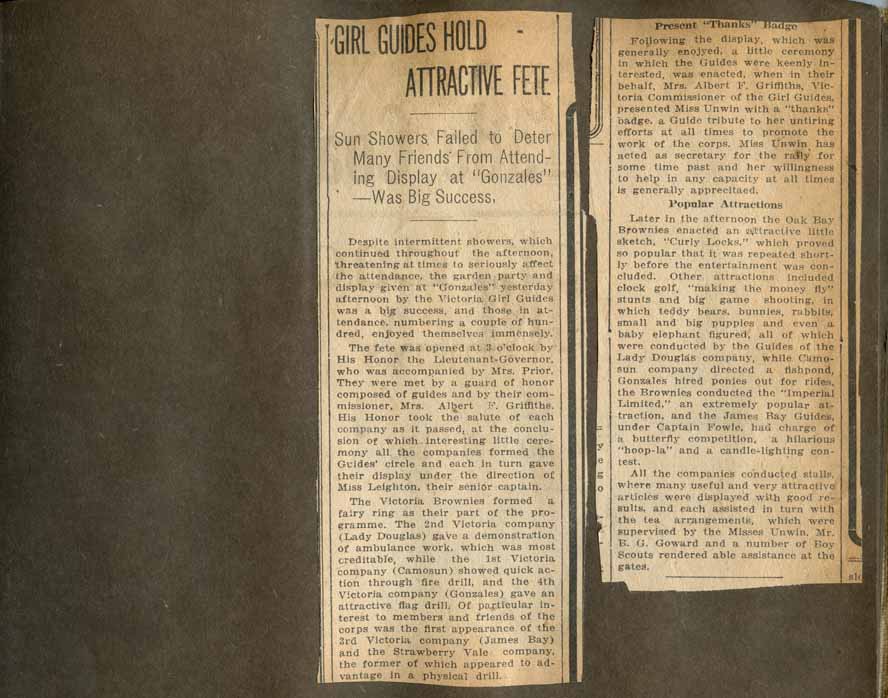 GIRL GUIDES HOLD
ATTRACTIVE FETE
Sun Showers Failed to Deter
Many Friends From Attend-
ing Display at "Gonzales"
—Was Big Success.
Despite intermittent showers, which
continued throughout the afternoon,
threatening at times to seriously affect
the attendance, the garden party and
display given at "Gonzales" yesterday
afternoon by the Victoria Girl Guides
was a big success, and those in at-
tendance, numbering a couple of hun-
dred, enjoyed themselves immensely.
The fete was opened at 3 o'clock by
His Honor the Lieutenant-Governor,
who was accompanied by Mrs. Prior.
They were met by a guard of honor
composed of guides and by their com-
missioner, Mrs. Albert F. Griffiths.
His Honor took the salute of each
company as it passed, at the conclu-
sion of which interesting little cere-
mony all the companies formed the
Guides' circle and each in turn gave
their display under the direction of
Miss Leighton, their senior captain.
The Victoria Brownies formed a
fairy ring as their part of the pro-
gramme. The 2nd Victoria company
(Lady Douglas) gave a demonstration
of ambulance work, which was most
creditable, while the 1st Victoria
company (Camosun) showed quick ac-
tion through fire drill, and the 4th
Victoria company (Gonzales) gave an
attractive flag drill. Of particular in-
terest to members and friends of the
corps was the first appearance of the
3rd Victoria company (James Bay)
and the Strawberry Vale company,
the former of which appeared to ad-
vantage in a physical drill.
Present "Thanks" Badge
Following the display, which was
generally enojyed, a little ceremony
in which the Guides were keenly in-
terested, was enacted, when in their
behalf, Mrs. Albert F. Griffiths, Vic-
toria Commissioner of the Girl Guides,
presented Miss Unwin with a "thanks"
badge, a Guide tribute to her untiring
efforts at all times to promote the
work of the corps. Miss Unwin has
acted as secretary for the rally for
some time past and her willingness
to help in any capacity at all times
is generally apprecitaed.
Popular Attractions
Later in the afternoon the Oak Bay
Brownies enacted an attractive little
sketch, "Curly Locks," which proved
so popular that it was repeated short-
ly before the entertainment was con-
cluded. Other attractions included
clock golf, "making the money fly"
stunts and big game shooting, in
which teddy bears, bunnies, rabbits,
small and big puppies and even a
baby elephant figured, all of which
were conducted by the Guides of the
Lady Douglas company, while Camo-
sun company directed a fishpond,
Gonzales hired ponies out for rides,
the Brownies conducted the "Imperial
Limited," an extremely popular at-
traction, and the James Bay Guides,
under Captain Fowle, had charge of
a butterfly competition, a hilarious
"hoop-la" and a candle-lighting con-
test.
All the companies conducted stalls,
where many useful and very attractive
articles were displayed with good re-
sults, and each assisted in turn with
the tea arrangements, which were
supervised by the Misses Unwin. Mr.
B. G. Goward and a number of Boy
Scouts rendered able assistance at the
gates.